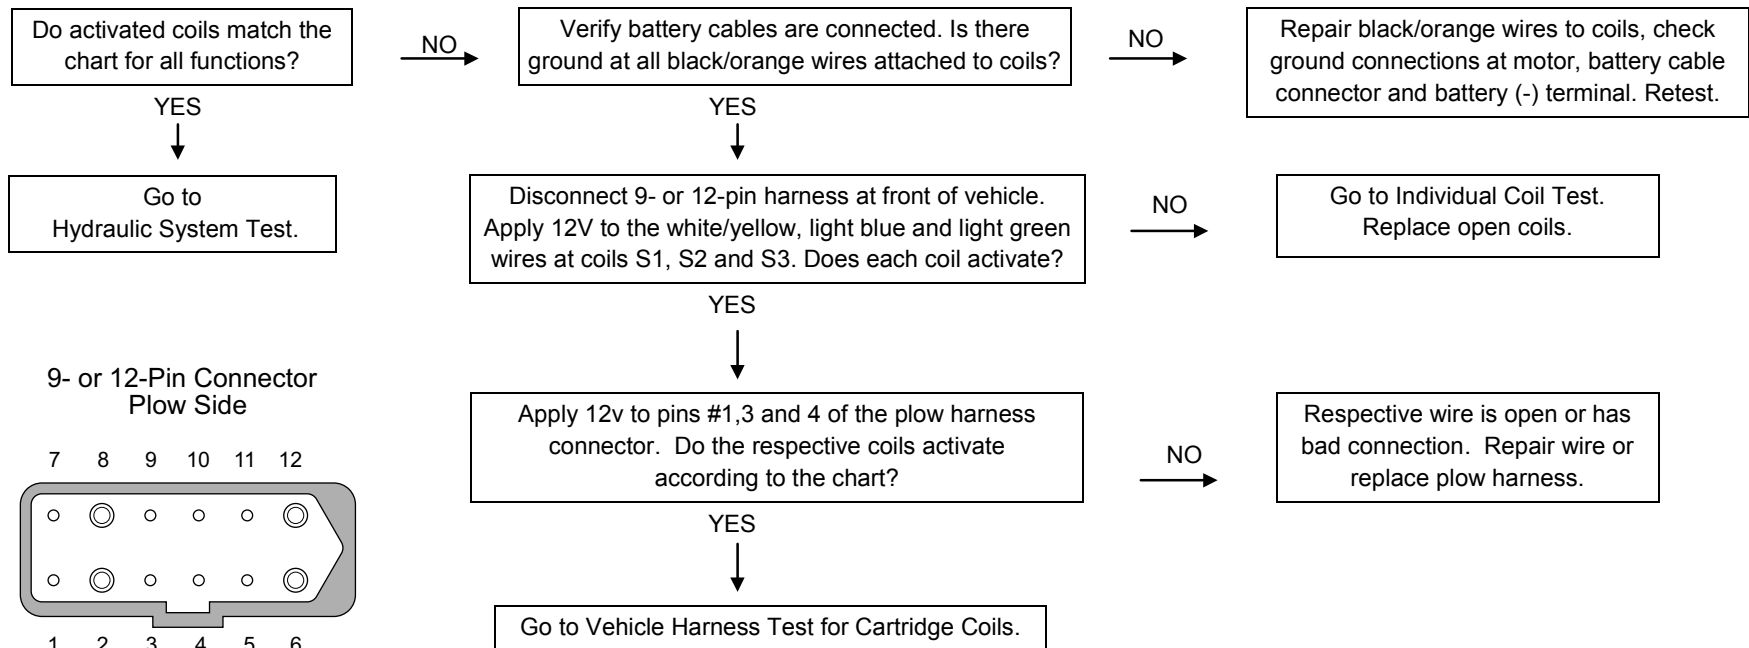 Do activated coils match the
chart for all functions?
NO
Verify battery cables are connected. Is there
ground at all black/orange wires attached to coils?
NO
Repair black/orange wires to coils, check
ground connections at motor, battery cable
connector and battery (-) terminal. Retest.
YES
YES
Go to
Hydraulic System Test.
Disconnect 9- or 12-pin harness at front of vehicle.
Apply 12V to the white/yellow, light blue and light green
wires at coils S1, S2 and S3. Does each coil activate?
NO
Go to Individual Coil Test.
Replace open coils.
YES
9- or 12-Pin Connector
Plow Side
Apply 12v to pins #1,3 and 4 of the plow harness
connector.  Do the respective coils activate
according to the chart?
NO
Respective wire is open or has
bad connection.  Repair wire or
replace plow harness.
7 8 9 10 11 12
YES
Go to Vehicle Harness Test for Cartridge Coils.
1 2 3 4 5 6